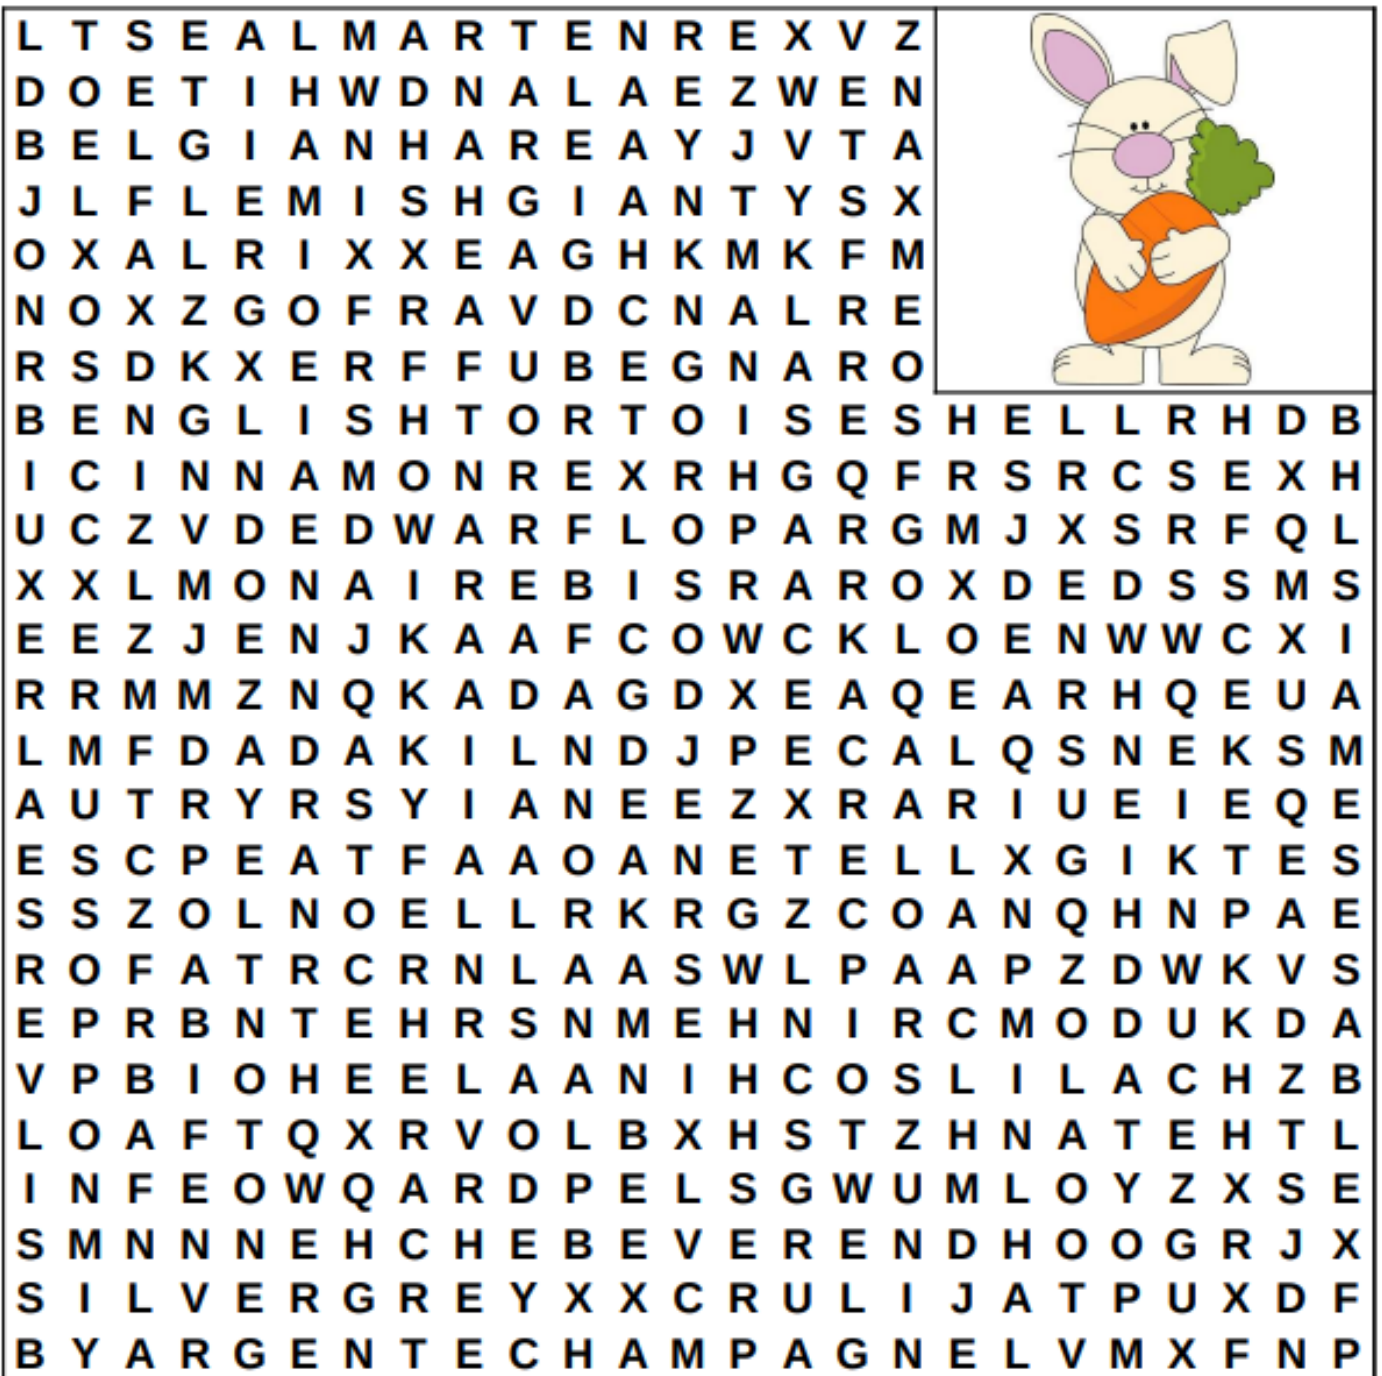 L T S E A L M A R T E N R E X V Z
D O E T I H W D N A L A E Z W E N
B E L G I A N H A R E A Y J V T A
J L F L E M I S H G I A N T Y S X
O X A L R I X X E A G H K M K F M
N O X Z G O F R A V D C N A L R E
R S D K X E R F F U B E G N A R O
B E N G L I S H T O R T O I S E S H E L L R H D B
I C I N N A M O N R E X R H G Q F R S R C S E X H
U C Z V D E D W A R F L O P A R G M J X S R F Q L
X X L M O N A I R E B I S R A R O X D E D S S M S
E E Z J E N J K A A F C O W C K L O E N W W C X I
R R M M Z N Q K A D A G D X E A Q E A R H Q E U A
L M F D A D A K I L N D J P E C A L Q S N E K S M
A U T R Y R S Y I A N E E Z X R A R I U E I E Q E
E S C P E A T F A A O A N E T E L L X G I K T E S
S S Z O L N O E L L R K R G Z C O A N Q H N P A E
R O F A T R C R N L A A S W L P A A P Z D W K V S
E P R B N T E H R S N M E H N I R C M O D U K D A
V P B I O H E E L A A N I H C O S L I L A C H Z B
L O A F T Q X R V O L B X H S T Z H N A T E H T L
I N F E O W Q A R D P E L S G W U M L O Y Z X S E
S M N N N E H C H E B E V E R E N D H O O G R J X
S I L V E R G R E Y X X C R U L I J A T P U X D F
B Y A R G E N T E C H A M P A G N E L V M X F N P